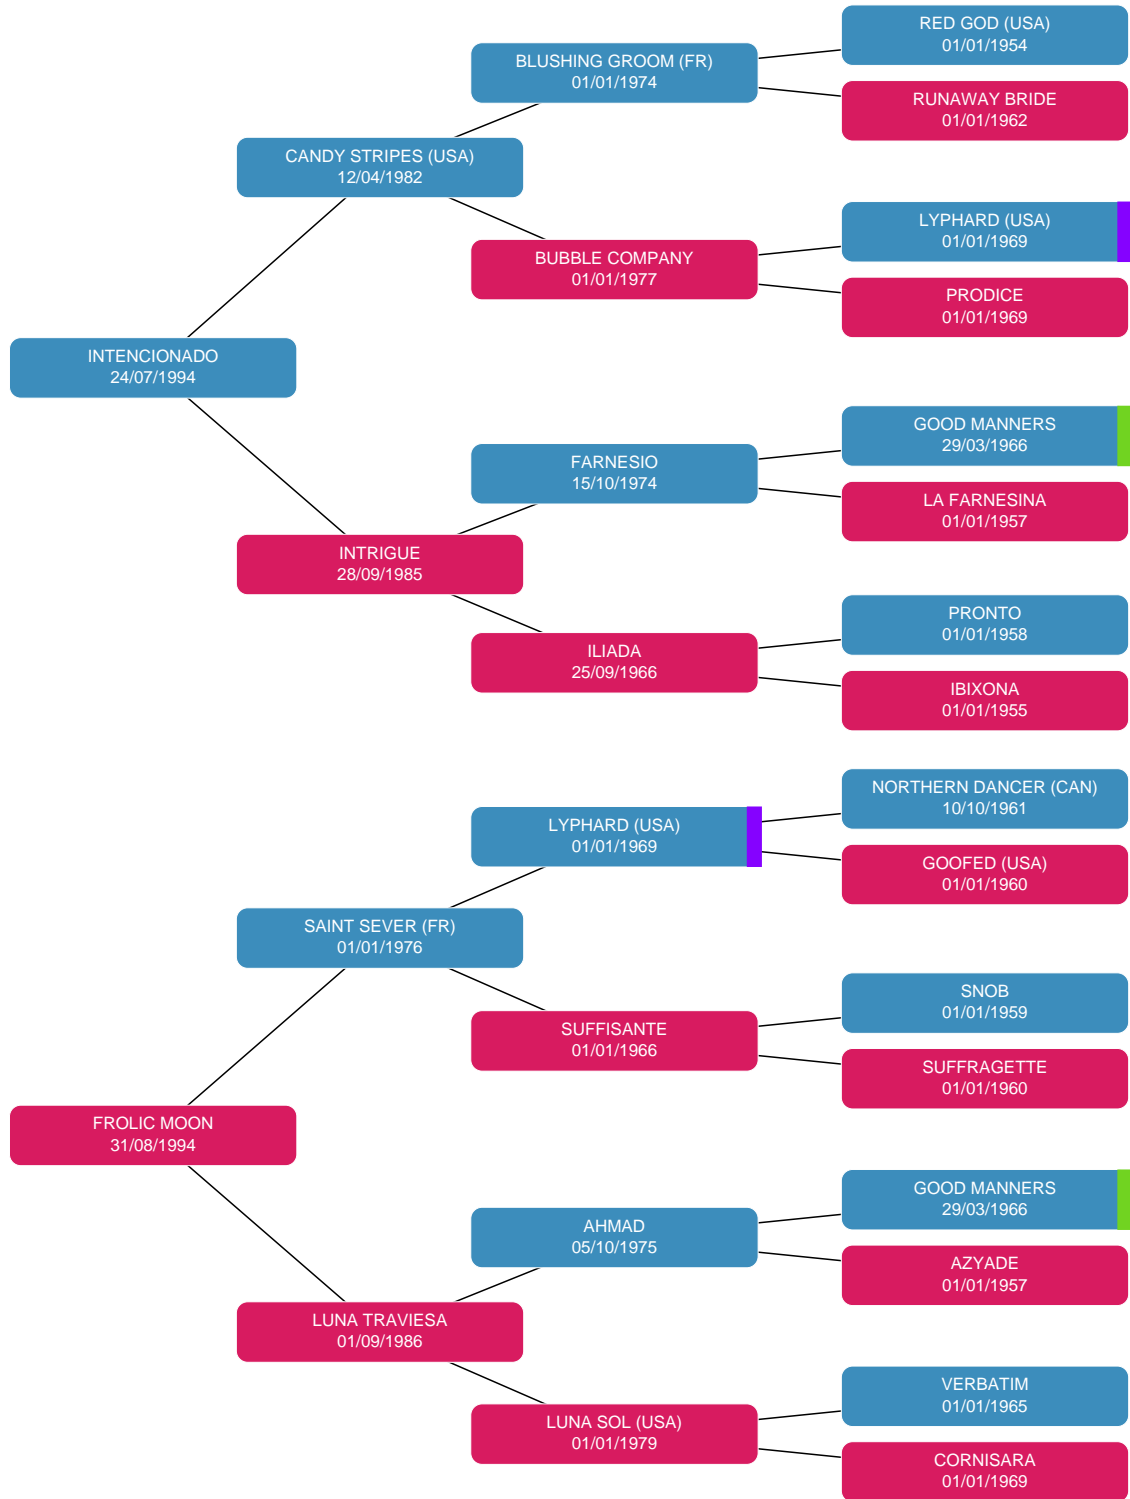 RED GOD (USA)
01/01/1954
BLUSHING GROOM (FR)
01/01/1974
RUNAWAY BRIDE
01/01/1962
CANDY STRIPES (USA)
12/04/1982
LYPHARD (USA)
01/01/1969
BUBBLE COMPANY
01/01/1977
PRODICE
01/01/1969
INTENCIONADO
24/07/1994
GOOD MANNERS
29/03/1966
FARNESIO
15/10/1974
LA FARNESINA
01/01/1957
INTRIGUE
28/09/1985
PRONTO
01/01/1958
ILIADA
25/09/1966
IBIXONA
01/01/1955
NORTHERN DANCER (CAN)
10/10/1961
LYPHARD (USA)
01/01/1969
GOOFED (USA)
01/01/1960
SAINT SEVER (FR)
01/01/1976
SNOB
01/01/1959
SUFFISANTE
01/01/1966
SUFFRAGETTE
01/01/1960
FROLIC MOON
31/08/1994
GOOD MANNERS
29/03/1966
AHMAD
05/10/1975
AZYADE
01/01/1957
LUNA TRAVIESA
01/09/1986
VERBATIM
01/01/1965
LUNA SOL (USA)
01/01/1979
CORNISARA
01/01/1969